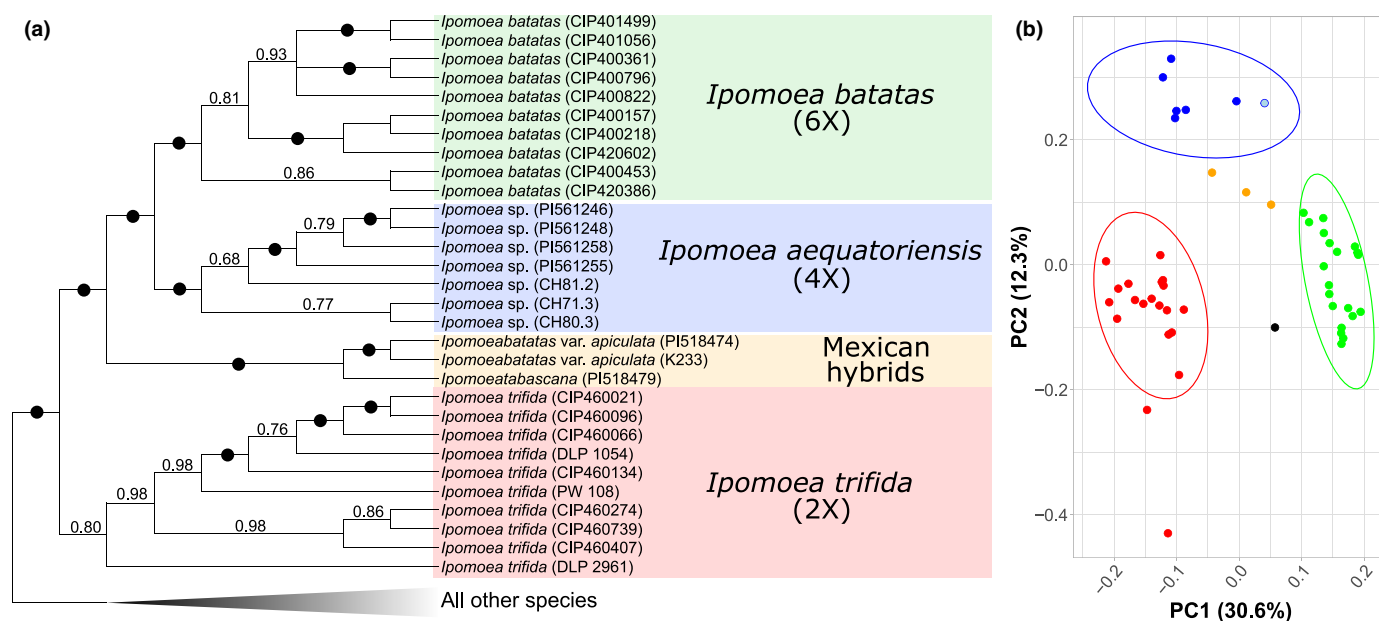 (a)
Ipomoea batatas (CIP401499)
Ipomoea batatas (CIP401056)
Ipomoea batatas (CIP400361)
Ipomoea batatas (CIP400796)
Ipomoea batatas (CIP400822)
Ipomoea batatas (CIP400157)
Ipomoea batatas (CIP400218)
Ipomoea batatas (CIP420602)
Ipomoea batatas (CIP400453)
Ipomoea batatas (CIP420386)
Ipomoea sp. (PI561246)
Ipomoea sp. (PI561248)
Ipomoea sp. (PI561258)
Ipomoea sp. (PI561255)
Ipomoea sp. (CH81.2)
Ipomoea sp. (CH71.3)
Ipomoea sp. (CH80.3)
Ipomoeabatatas var. apiculata (PI518474)
Ipomoeabatatas var. apiculata (K233)
Ipomoeatabascana (PI518479)
Ipomoea trifida (CIP460021)
Ipomoea trifida (CIP460096)
Ipomoea trifida (CIP460066)
Ipomoea trifida (DLP 1054)
Ipomoea trifida (CIP460134)
Ipomoea trifida (PW 108)
Ipomoea trifida (CIP460274)
Ipomoea trifida (CIP460739)
Ipomoea trifida (CIP460407)
Ipomoea trifida (DLP 2961)
All other species
0.93
0.81
0.86
0.79
0.68
0.77
0.76
0.98
0.98
0.86
0.80
0.98
Ipomoea batatas
(6X)
Ipomoea aequatoriensis
(4X)
Mexican
hybrids
Ipomoea trifida
(2X)
(b)
PC2 (12.3%)
0.2
0.0
−0.2
−0.4
−0.2
−0.1
0.0
0.1
0.2
PC1 (30.6%)